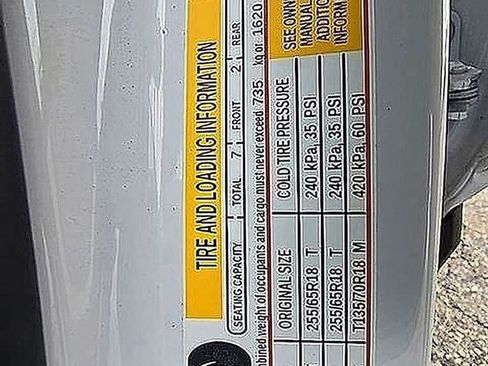 TIRE AND LOADING INFORMATION
SEATING CAPACITY TOTAL 7 FRONT 2 REAR
mbined weight of occupants and cargo must never exceed 735 kg or 1620
ORIGINAL SIZE COLD TIRE PRESSURE SEE OWN
255/65R18 T 240 KPA, 35 PSI MANUAL
255/65R18 T 240 KPA, 35 PSI ADDITIO
T135/70R18 M 420 KPA, 60 PSI INFORM